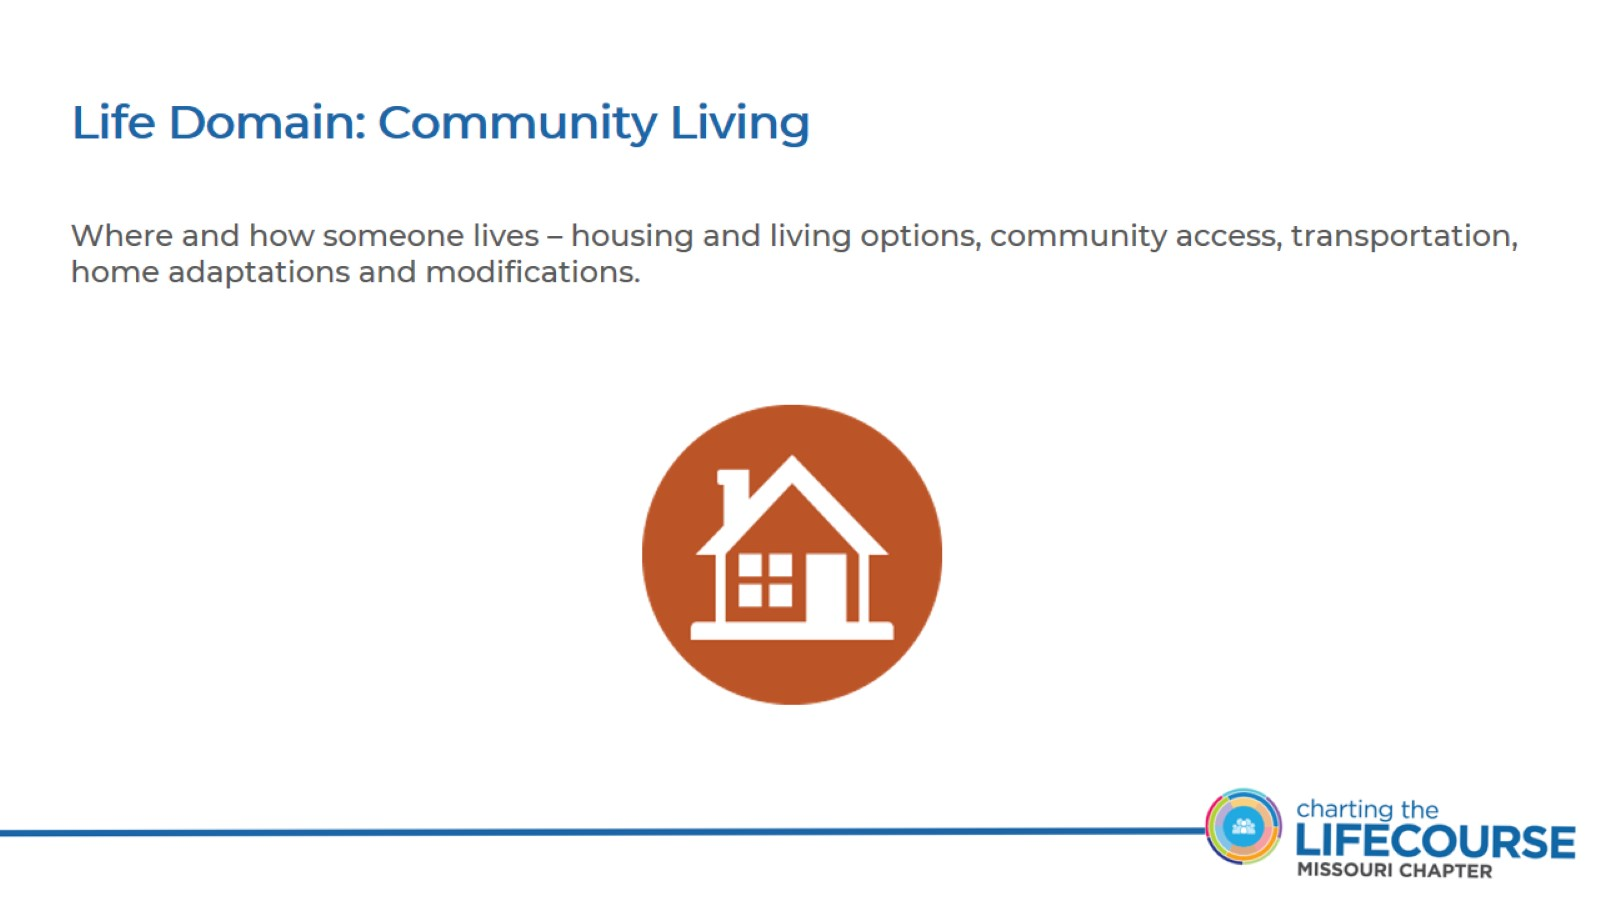 Life Domain: Community Living
Where and how someone lives – housing and living options, community access, transportation,
home adaptations and modifications.
charting the
LIFECOURSE
MISSOURI CHAPTER